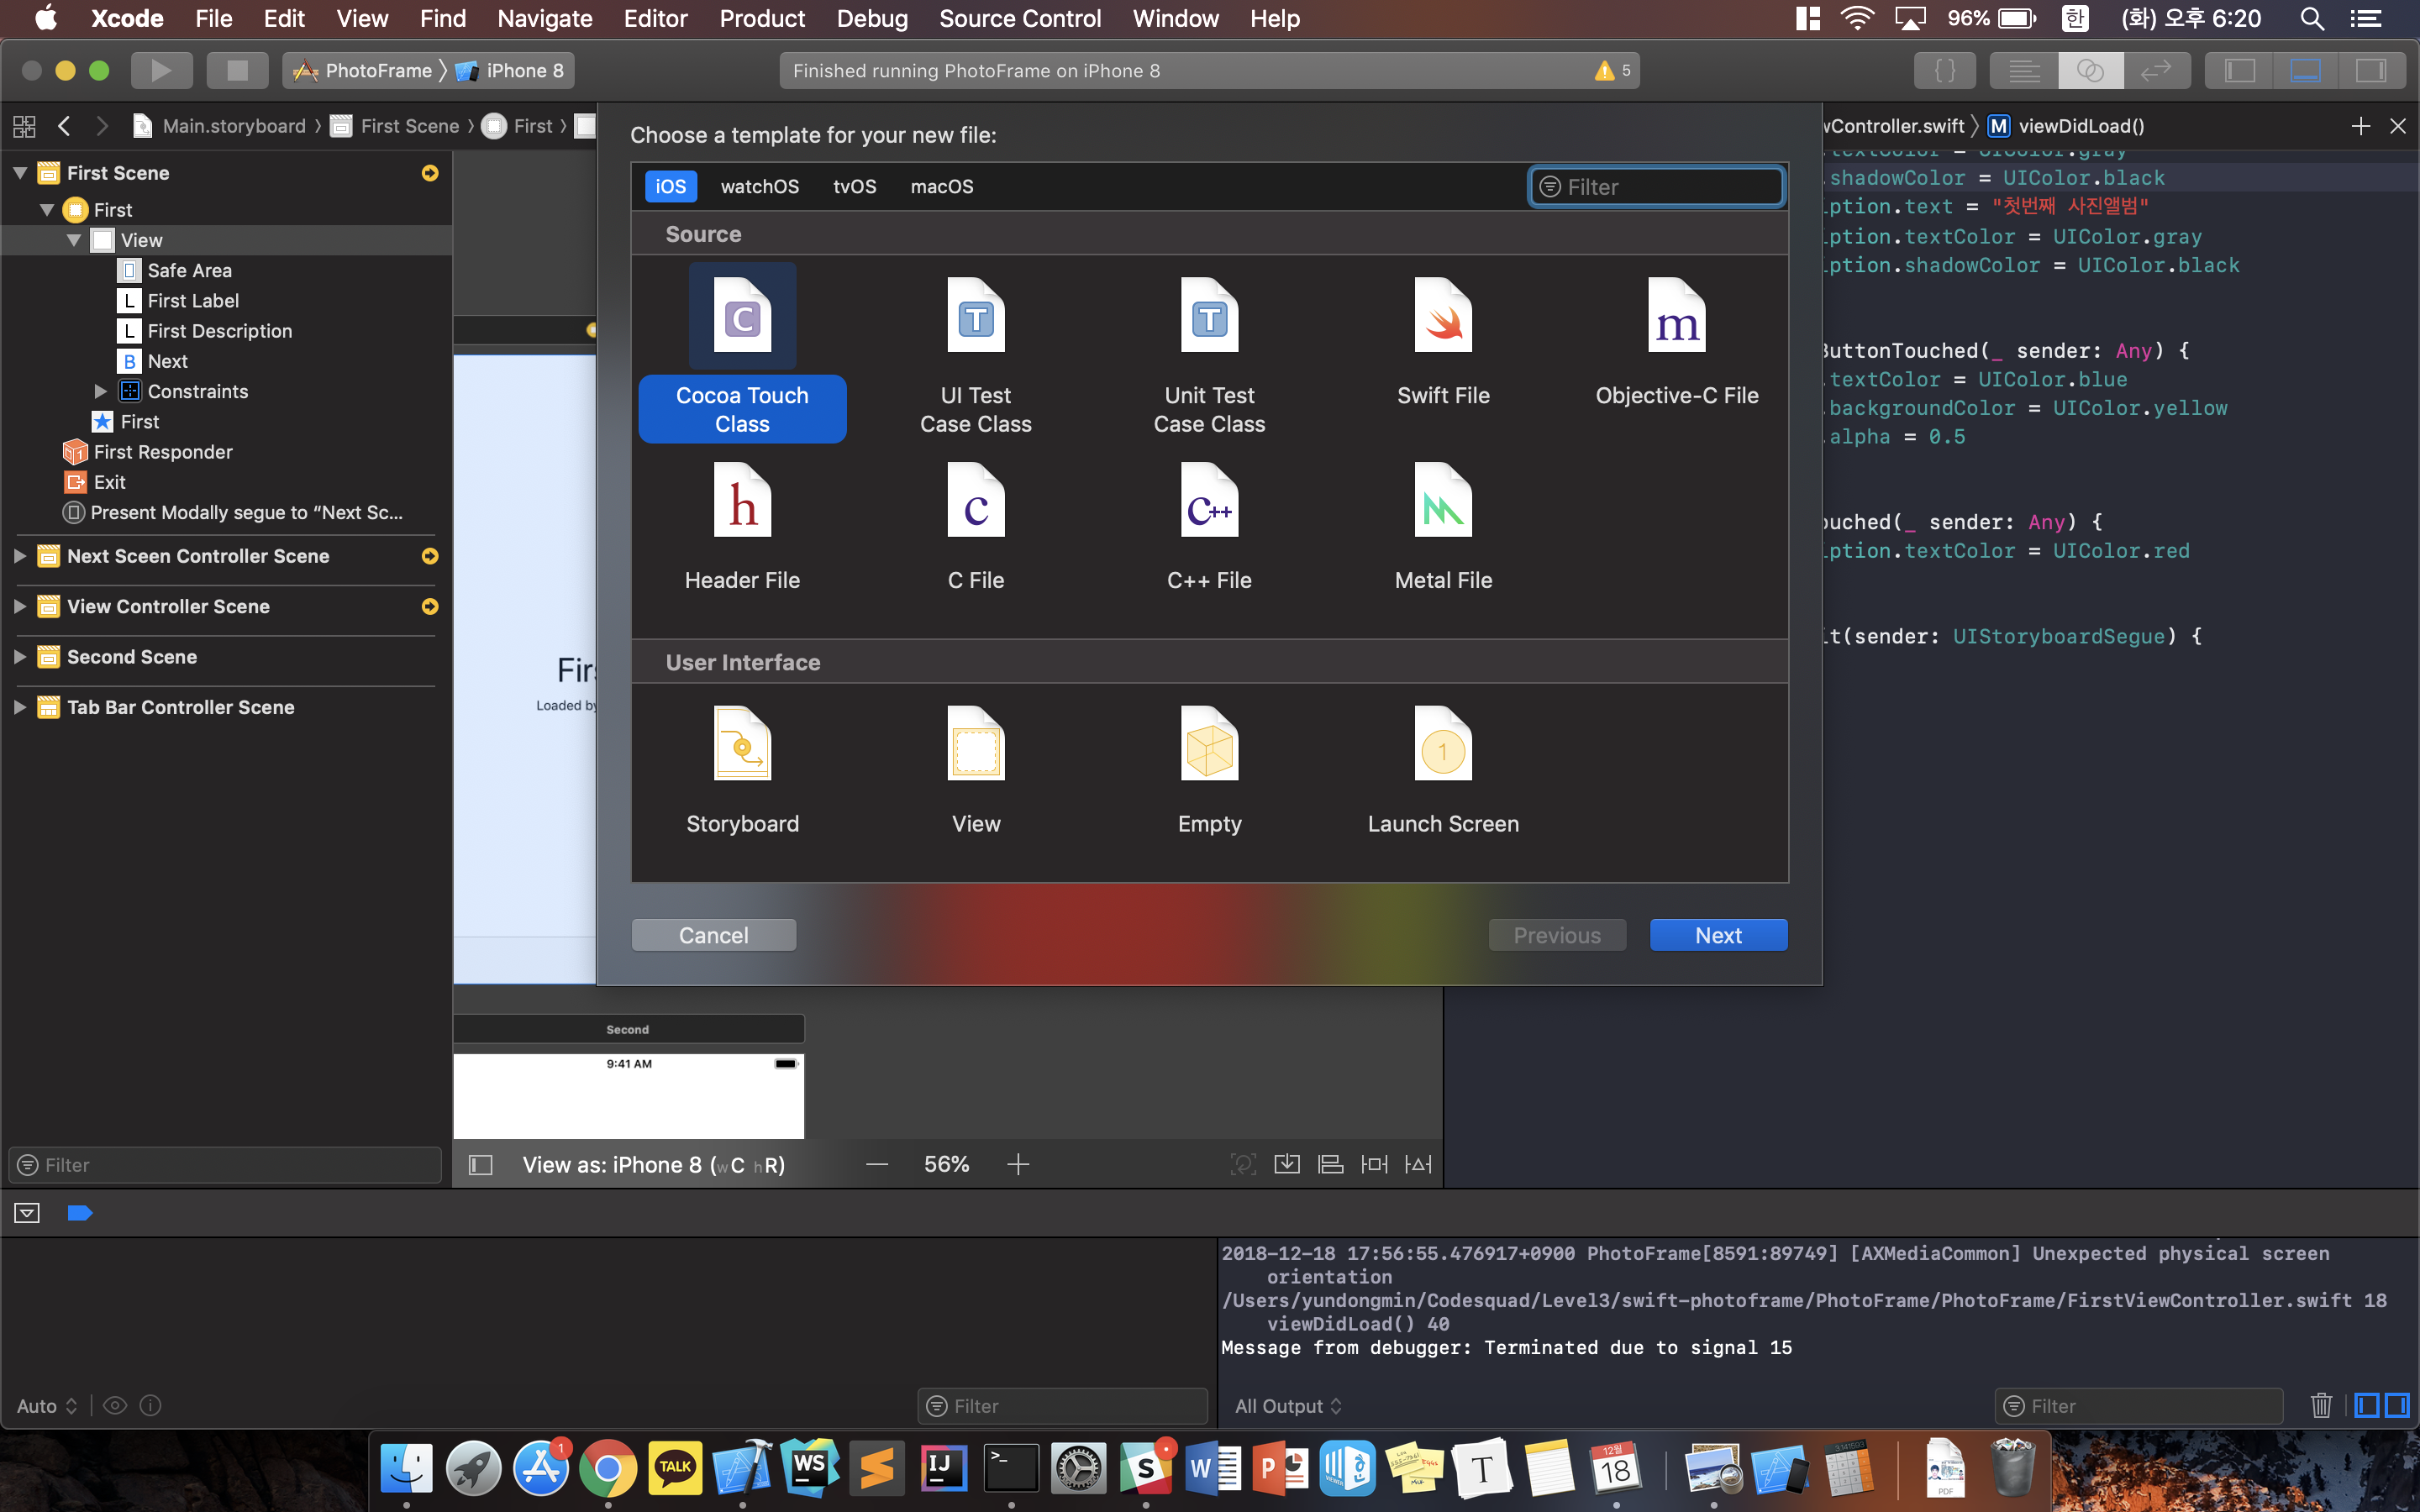 Xcode File Edit View Find Navigate Editor Product Debug Source Control Window Help 96% 한 (화) 오후 6:20
PhotoFrame iPhone 8 Finished running PhotoFrame on iPhone 8 5
Main.storyboard First Scene First
Controller.swift M viewDidLoad()
First Scene
First
View
Safe Area
L First Label
L First Description
B Next
Constraints
First
First Responder
Exit
Present Modally segue to “Next Sc...
Next Sceen Controller Scene
View Controller Scene
Second Scene
Tab Bar Controller Scene
Filter
Loaded by
Choose a template for your new file:
iOS watchOS tvOS macOS Filter
Source
C T T m
Cocoa Touch Class
UI Test Case Class
Unit Test Case Class
Swift File
Objective-C File
h c C++
Header File
C File
C++ File
Metal File
User Interface
1
Storyboard
View
Empty
Launch Screen
Cancel Previous Next
.textColor = UIColor.gray
.shadowColor = UIColor.black
ption.text = "첫번째 사진앨범"
ption.textColor = UIColor.gray
ption.shadowColor = UIColor.black
ButtonTouched(_ sender: Any) {
.textColor = UIColor.blue
.backgroundColor = UIColor.yellow
.alpha = 0.5
ouched(_ sender: Any) {
ption.textColor = UIColor.red
it(sender: UIStoryboardSegue) {
Second
9:41 AM
View as: iPhone 8 (wC hR) 56%
2018-12-18 17:56:55.476917+0900 PhotoFrame[8591:89749] [AXMediaCommon] Unexpected physical screen
orientation
/Users/yundongmin/Codesquad/Level3/swift-photoframe/PhotoFrame/PhotoFrame/FirstViewController.swift 18
viewDidLoad() 40
Message from debugger: Terminated due to signal 15
Auto Filter All Output Filter
1 TALK WS IJ >_ S W P VIEWER T 12월 18 PDF